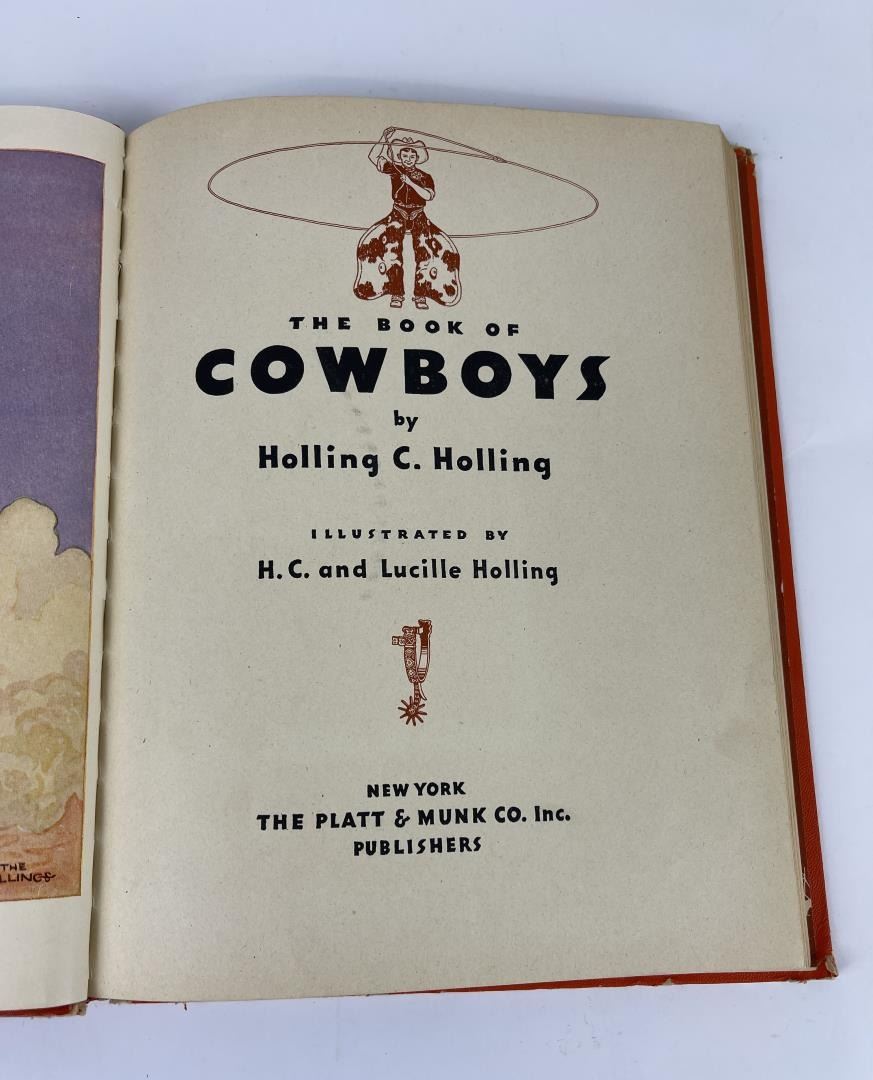 THE
THE BOOK OF
COWBOYS
by
Holling C. Holling
ILLUSTRATED BY
H. C. and Lucille Holling
NEW YORK
THE PLATT & MUNK CO. Inc.
PUBLISHERS